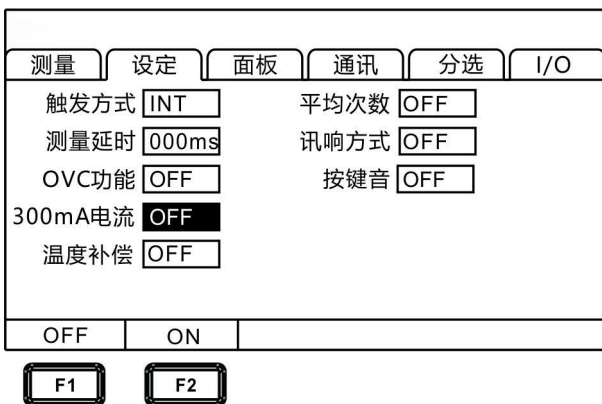 测量 设定 面板 通讯 分选 I/O
触发方式 INT 平均次数 OFF
测量延时 000ms 讯响方式 OFF
OVC功能 OFF 按键音 OFF
300mA电流 OFF
温度补偿 OFF
OFF ON
F1 F2